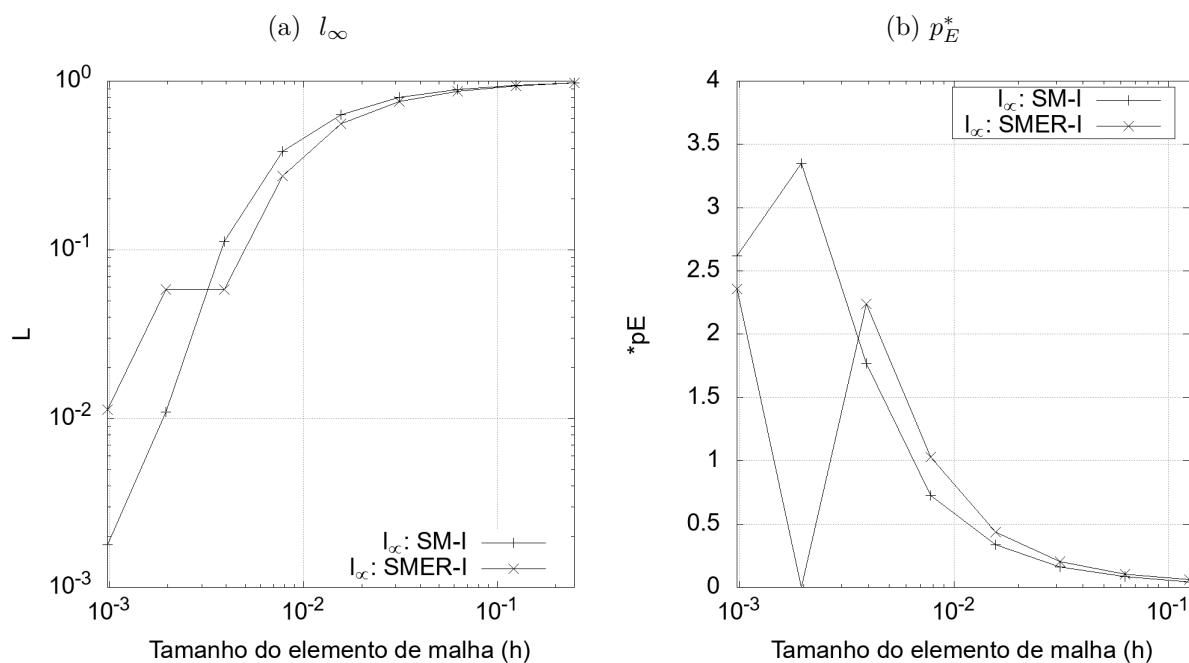 (a) l∞
10⁰
10⁻¹
10⁻²
10⁻³
L
l∞: SM-I
l∞: SMER-I
10⁻³ 10⁻² 10⁻¹
Tamanho do elemento de malha (h)
(b) p*E
4
3.5
3
2.5
2
1.5
1
0.5
0
*pE
l∞: SM-I
l∞: SMER-I
10⁻³ 10⁻² 10⁻¹
Tamanho do elemento de malha (h)